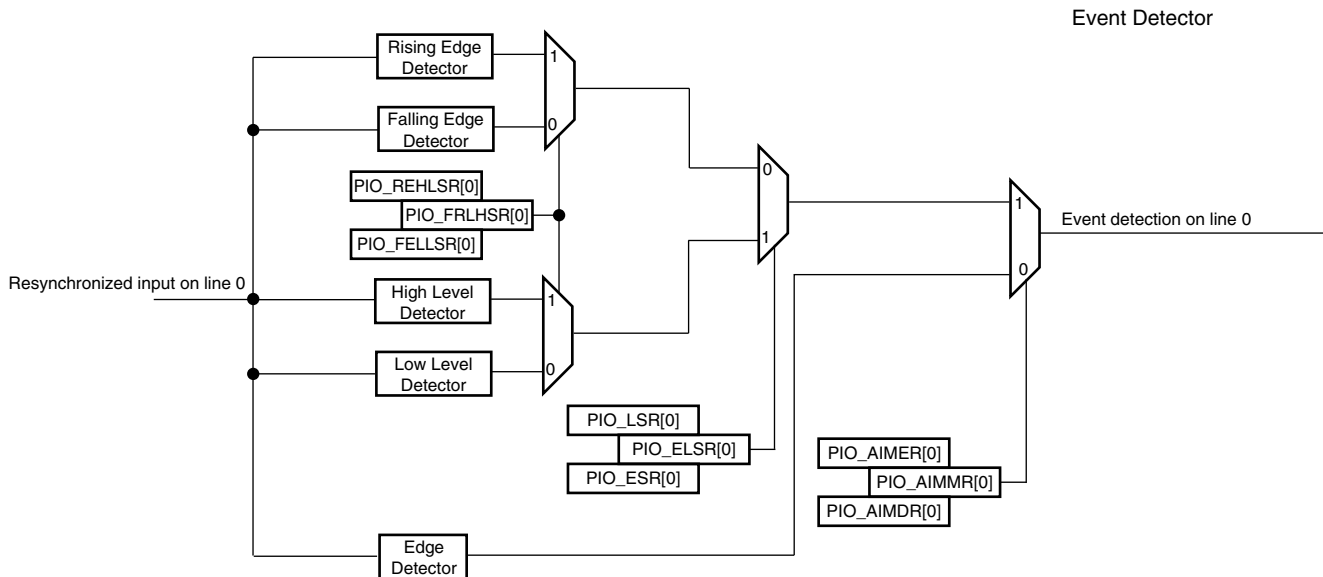 Event Detector
Rising Edge
Detector
1
Falling Edge
Detector
0
PIO_REHLSR[0]
PIO_FRLHSR[0]
PIO_FELLSR[0]
0
1
1
0
Event detection on line 0
Resynchronized input on line 0
High Level
Detector
1
Low Level
Detector
0
PIO_LSR[0]
PIO_ELSR[0]
PIO_ESR[0]
PIO_AIMER[0]
PIO_AIMMR[0]
PIO_AIMDR[0]
Edge
Detector